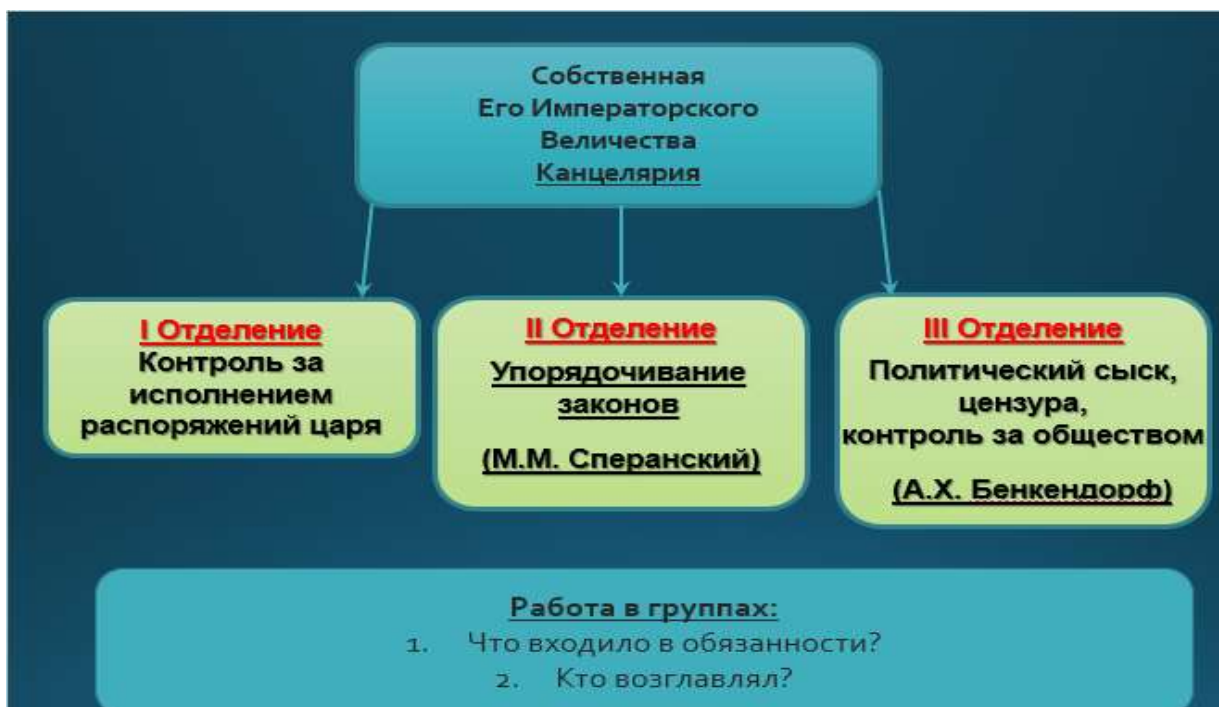 Собственная
Его Императорского
Величества
Канцелярия
I Отделение
Контроль за
исполнением
распоряжений царя
II Отделение
Упорядочивание
законов
(М.М. Сперанский)
III Отделение
Политический сыск,
цензура,
контроль за обществом
(А.Х. Бенкендорф)
Работа в группах:
1. Что входило в обязанности?
2. Кто возглавлял?